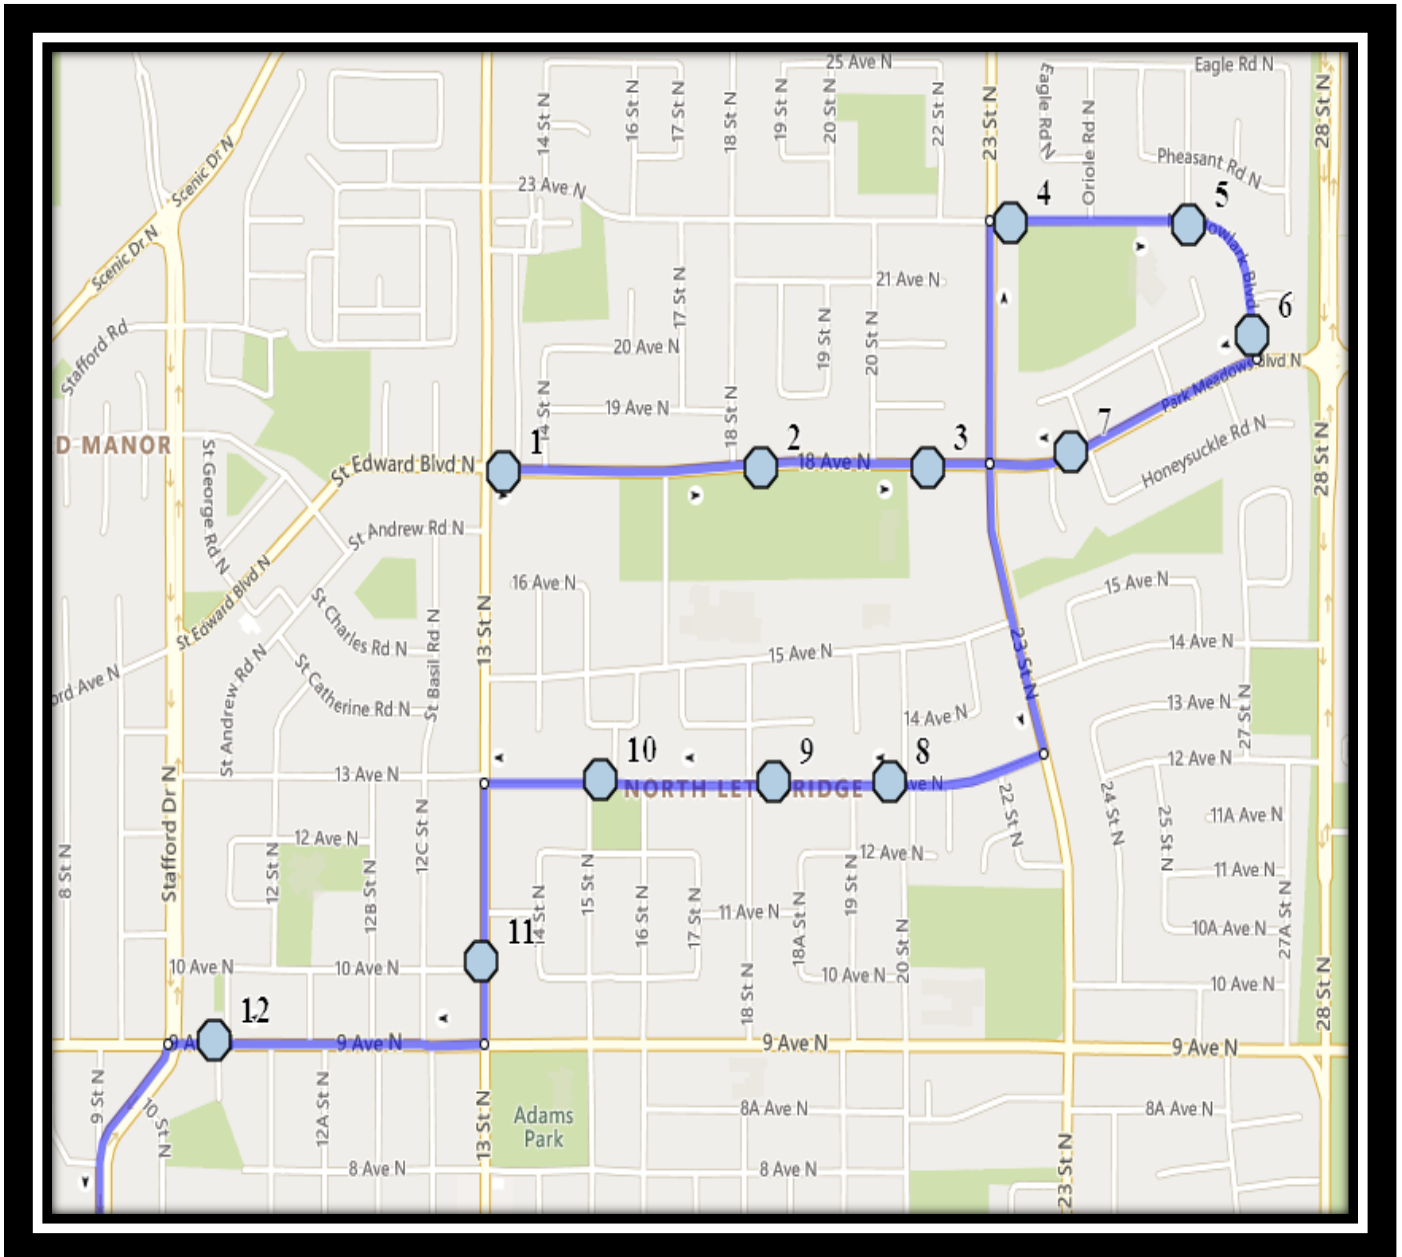 25 Ave N
Eagle Rd N
Scenic Dr N
14 St N
16 St N
17 St N
18 St N
19 St N
20 St N
22 St N
23 St N
Eagle Rd N
Oriole Rd N
28 St N
Pheasant Rd N
23 Ave N
4
5
Scenic Dr N
21 Ave N
17 St N
6
Stafford Rd
20 Ave N
19 St N
20 St N
Park Meadows Blvd N
14 St N
19 Ave N
18 St N
7
D MANOR
1
2
3
St George Rd N
St Edward Blvd N
18 Ave N
Honeysuckle Rd N
28 St N
St Andrew Rd N
16 Ave N
15 Ave N
St Edward Blvd N
St Charles Rd N
St Basil Rd N
13 St N
15 Ave N
23 St N
14 Ave N
ord Ave N
St Andrew Rd N
St Catherine Rd N
14 Ave N
13 Ave N
27 St N
10
9
8
12 Ave N
13 Ave N
NORTH LET RIDGE
ve N
Stafford Dr N
8 St N
12 Ave N
12 St N
12B St N
12C St N
22 St N
24 St N
25 St N
11A Ave N
12 Ave N
11 Ave N
14 St N
15 St N
16 St N
17 St N
11 Ave N
18A St N
19 St N
20 St N
10A Ave N
27A St N
11
10 Ave N
10 Ave N
18 St N
10 Ave N
10 Ave N
28 St N
12
9 A
9 Ave N
9 Ave N
9 Ave N
9 St N
10 St N
12A St N
13 St N
Adams
Park
8A Ave N
8A Ave N
23 St N
8 Ave N
8 Ave N